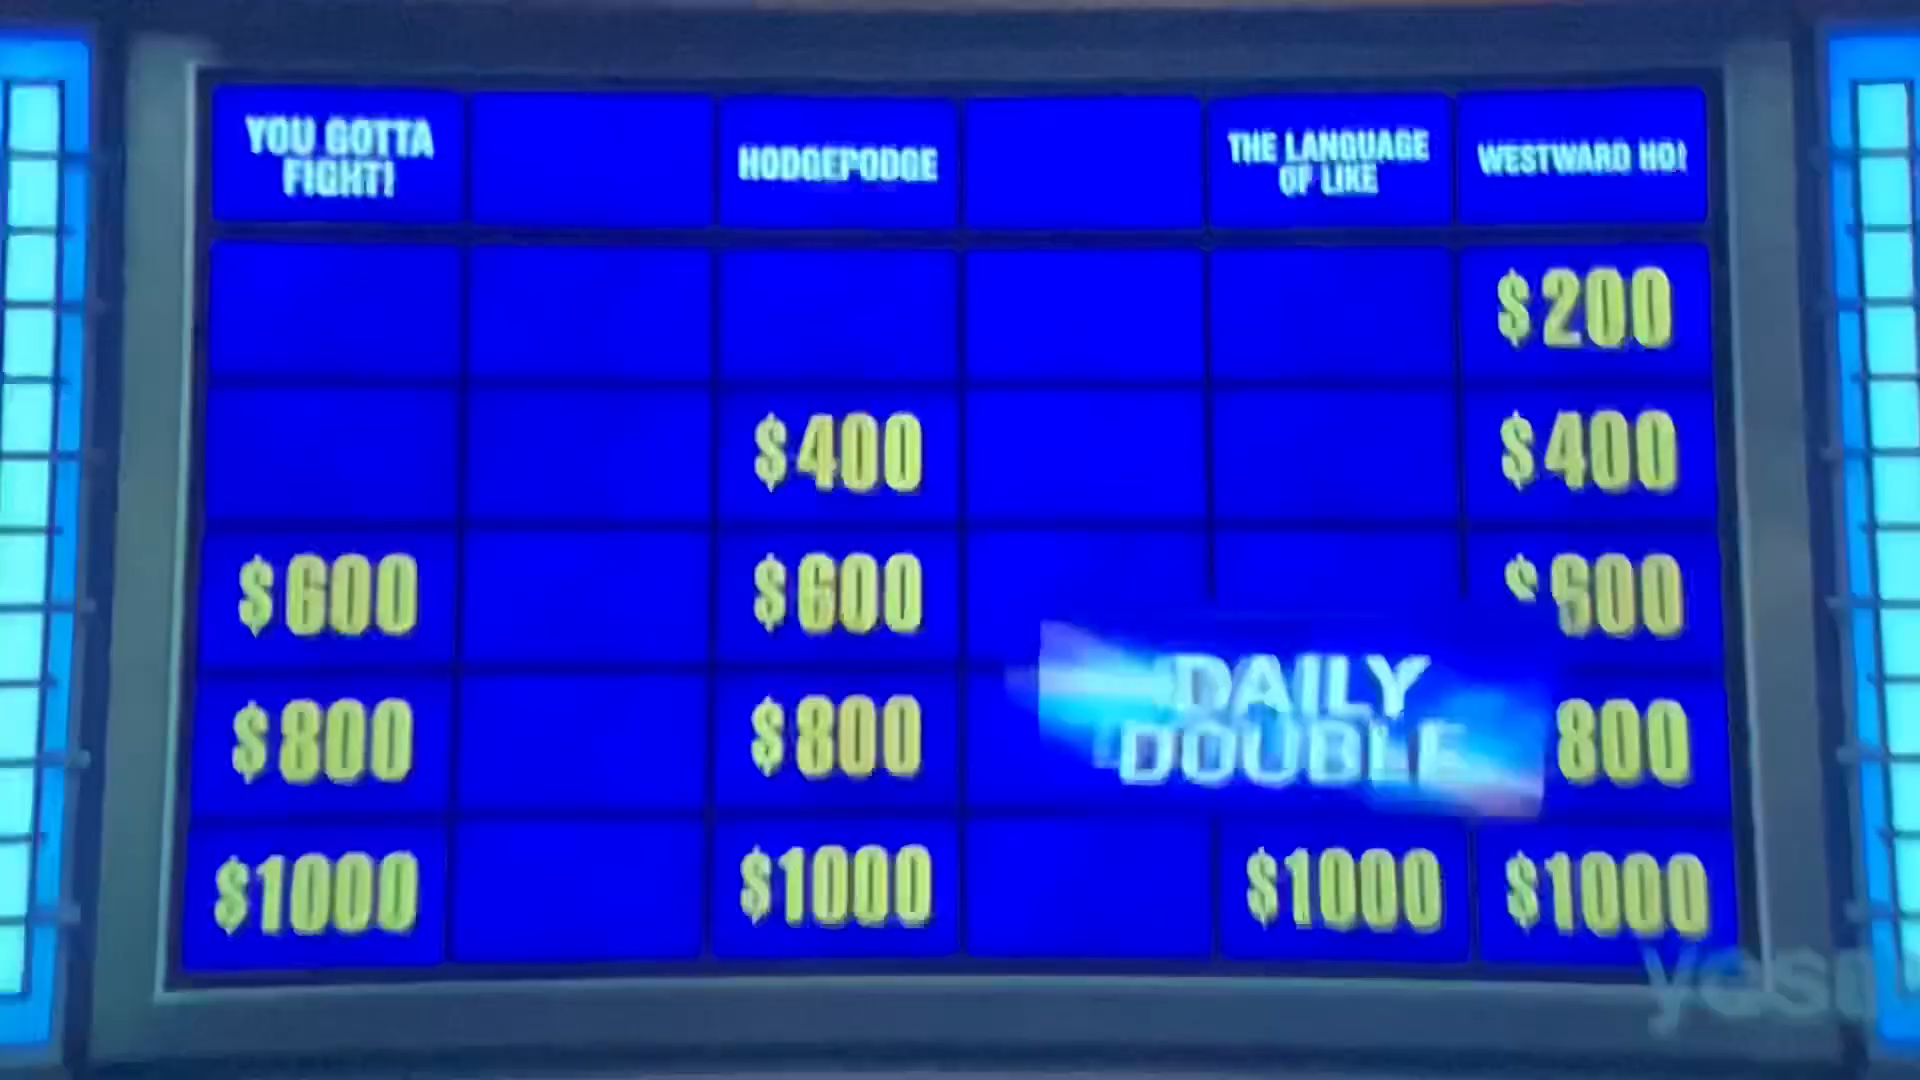 YOU GOTTA
FIGHT!
HODGEPODGE
THE LANGUAGE
OF LIKE
WESTWARD HO!
$200
$400
$400
$600
$600
$600
DAILY
DOUBLE
$800
$800
800
$1000
$1000
$1000
$1000